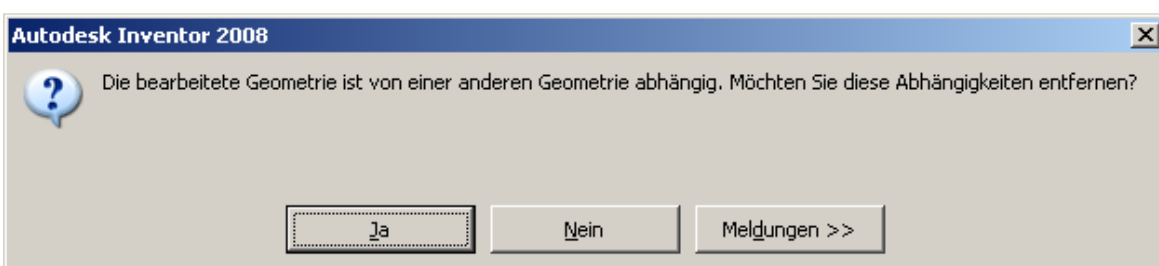 Autodesk Inventor 2008
Die bearbeitete Geometrie ist von einer anderen Geometrie abhängig. Möchten Sie diese Abhängigkeiten entfernen?
Ja Nein Meldungen >>